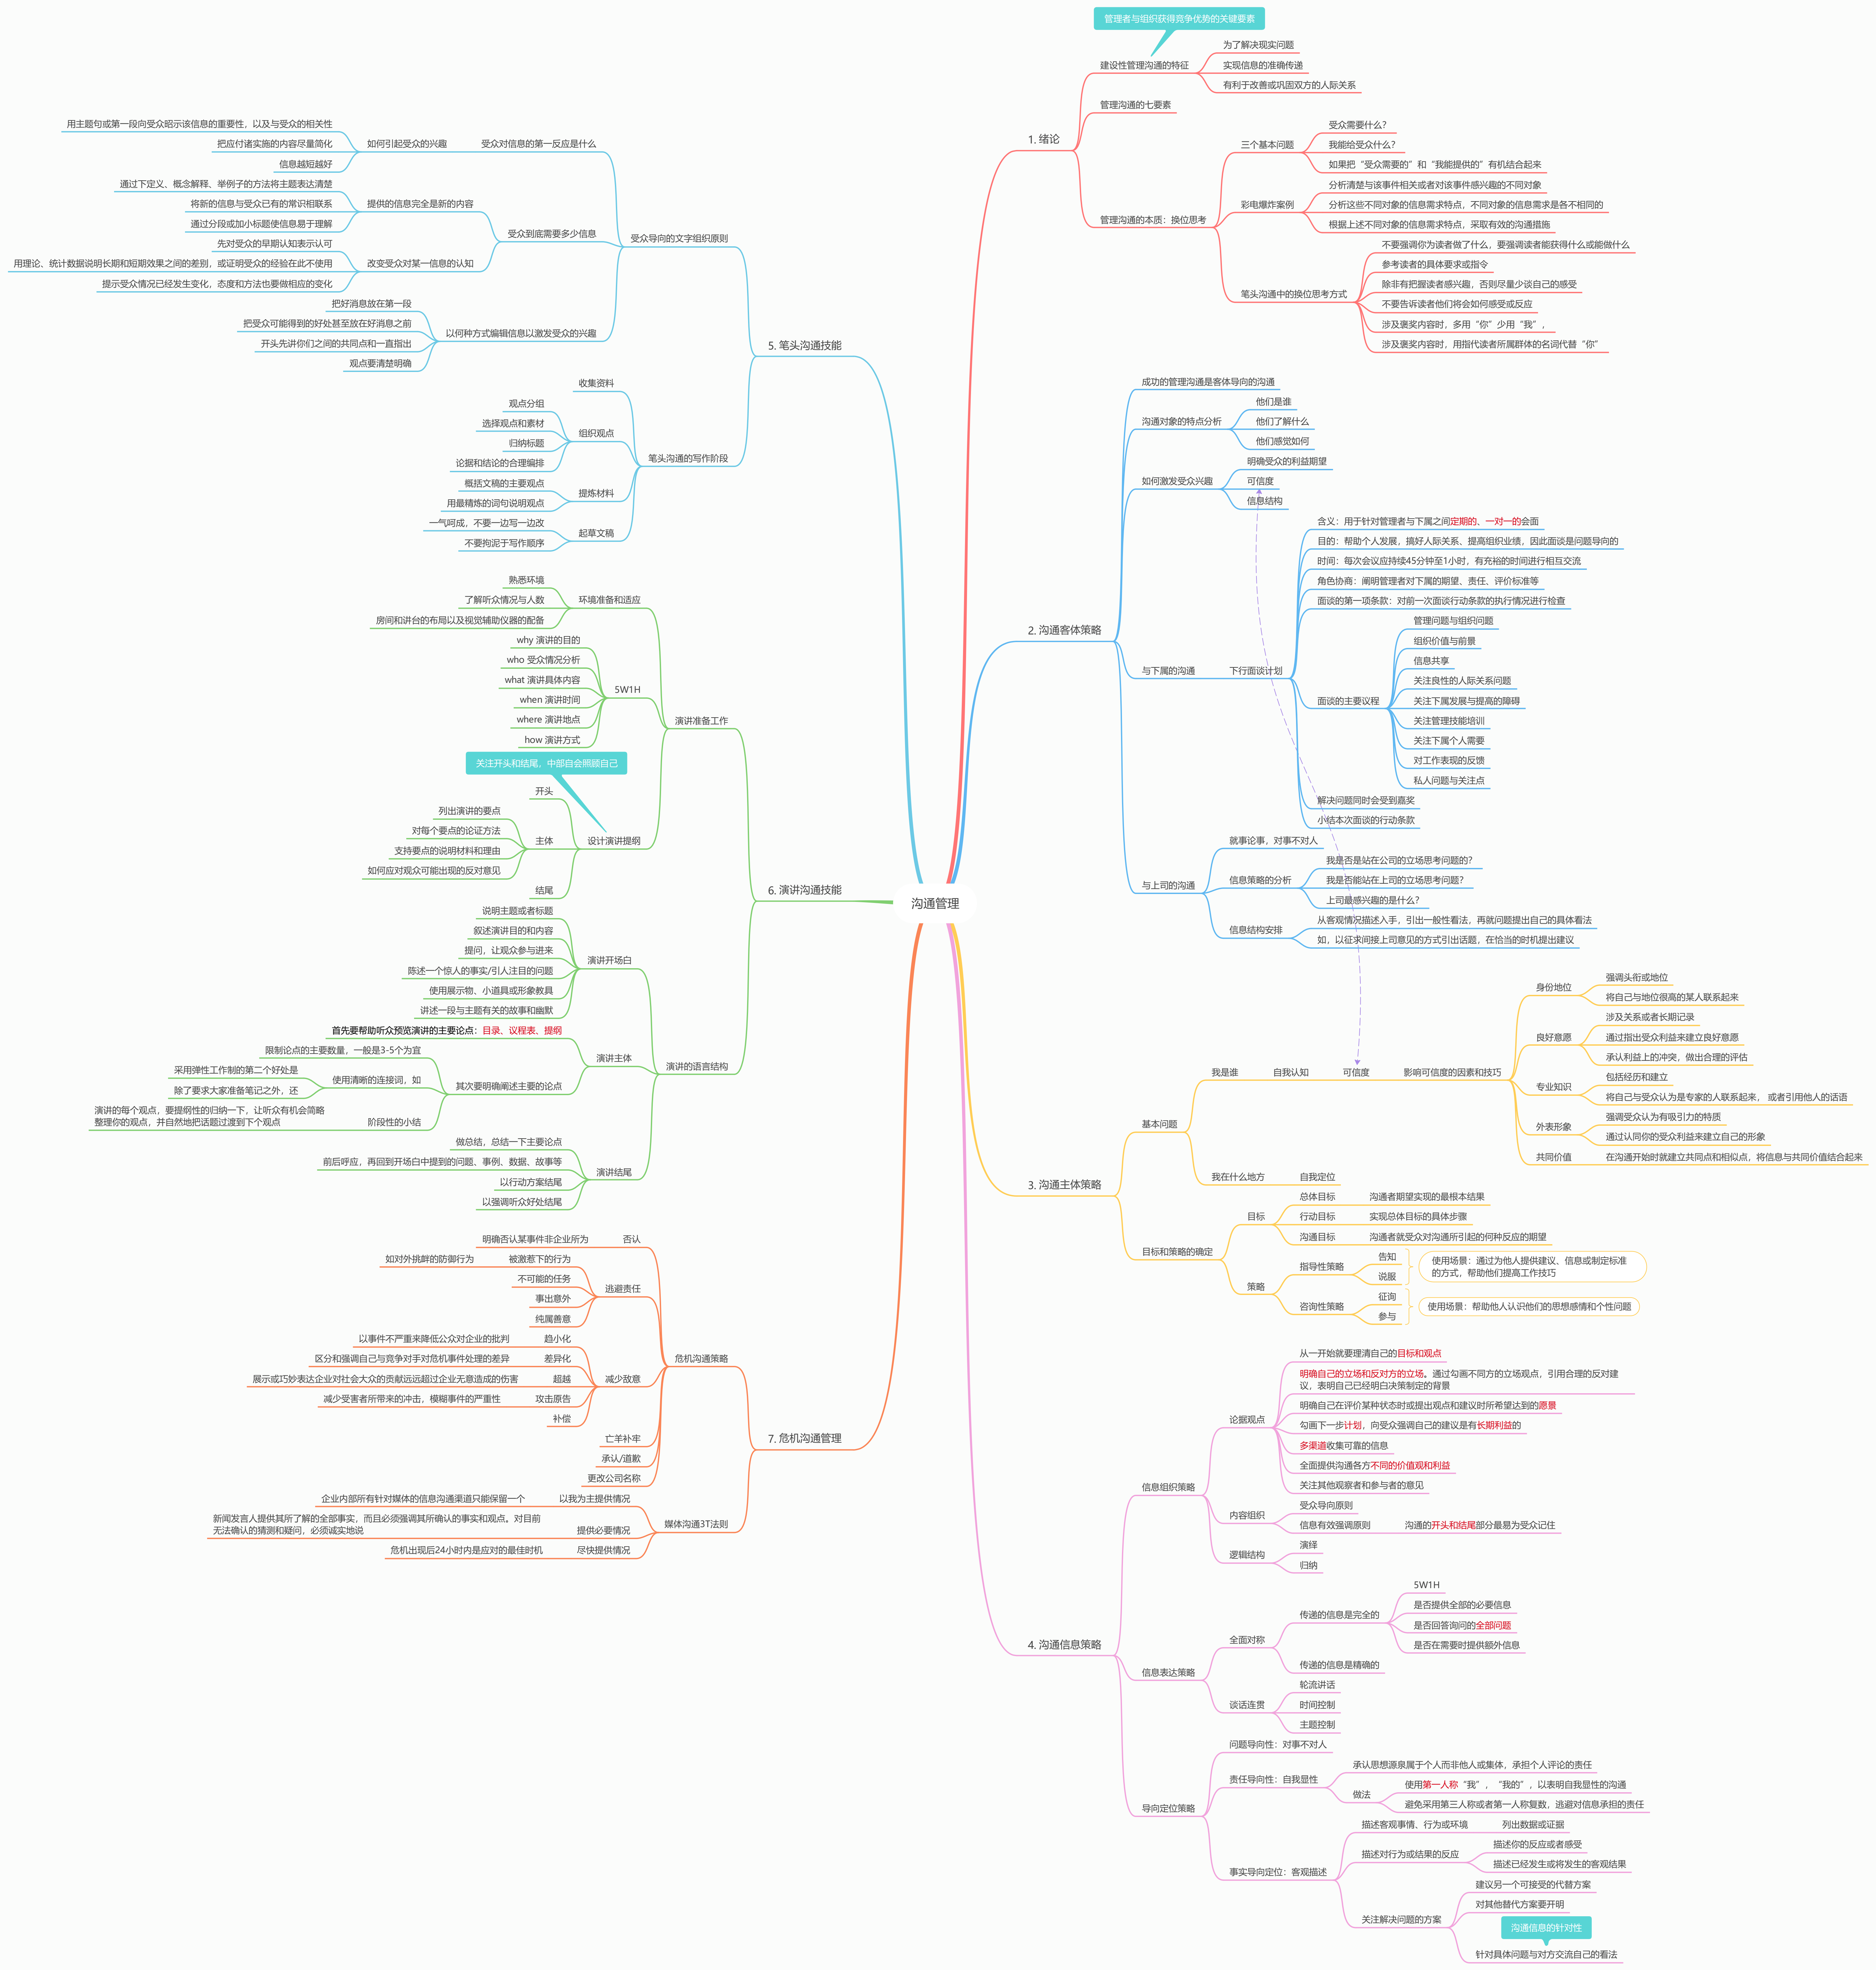 沟通管理
1. 绪论
管理者与组织获得竞争优势的关键要素
建设性管理沟通的特征
为了解决现实问题
实现信息的准确传递
有利于改善或巩固双方的人际关系
管理沟通的七要素
管理沟通的本质：换位思考
三个基本问题
受众需要什么？
我能给受众什么？
如果把“受众需要的”和“我能提供的”有机结合起来
彩电爆炸案例
分析清楚与该事件相关或者对该事件感兴趣的不同对象
分析这些不同对象的信息需求特点，不同对象的信息需求是各不相同的
根据上述不同对象的信息需求特点，采取有效的沟通措施
笔头沟通中的换位思考方式
不要强调你为读者做了什么，要强调读者能获得什么或能做什么
参考读者的具体要求或指令
除非有把握读者感兴趣，否则尽量少谈自己的感受
不要告诉读者他们将会如何感受或反应
涉及褒奖内容时，多用“你”少用“我”，
涉及褒奖内容时，用指代读者所属群体的名词代替“你”
2. 沟通客体策略
成功的管理沟通是客体导向的沟通
沟通对象的特点分析
他们是谁
他们了解什么
他们感觉如何
如何激发受众兴趣
明确受众的利益期望
可信度
信息结构
与下属的沟通
下行面谈计划
含义：用于针对管理者与下属之间定期的、一对一的会面
目的：帮助个人发展，搞好人际关系、提高组织业绩，因此面谈是问题导向的
时间：每次会议应持续45分钟至1小时，有充裕的时间进行相互交流
角色协商：阐明管理者对下属的期望、责任、评价标准等
面谈的第一项条款：对前一次面谈行动条款的执行情况进行检查
面谈的主要议程
管理问题与组织问题
组织价值与前景
信息共享
关注良性的人际关系问题
关注下属发展与提高的障碍
关注管理技能培训
关注下属个人需要
对工作表现的反馈
私人问题与关注点
解决问题同时会受到嘉奖
小结本次面谈的行动条款
与上司的沟通
就事论事，对事不对人
信息策略的分析
我是否是站在公司的立场思考问题的？
我是否能站在上司的立场思考问题？
上司最感兴趣的是什么？
信息结构安排
从客观情况描述入手，引出一般性看法，再就问题提出自己的具体看法
如，以征求间接上司意见的方式引出话题，在恰当的时机提出建议
3. 沟通主体策略
基本问题
我是谁
自我认知
可信度
影响可信度的因素和技巧
身份地位
强调头衔或地位
将自己与地位很高的某人联系起来
良好意愿
涉及关系或者长期记录
通过指出受众利益来建立良好意愿
承认利益上的冲突，做出合理的评估
专业知识
包括经历和建立
将自己与受众认为是专家的人联系起来， 或者引用他人的话语
外表形象
强调受众认为有吸引力的特质
通过认同你的受众利益来建立自己的形象
共同价值
在沟通开始时就建立共同点和相似点，将信息与共同价值结合起来
我在什么地方
自我定位
目标和策略的确定
目标
总体目标
沟通者期望实现的最根本结果
行动目标
实现总体目标的具体步骤
沟通目标
沟通者就受众对沟通所引起的何种反应的期望
策略
指导性策略
告知
说服
使用场景：通过为他人提供建议、信息或制定标准
的方式，帮助他们提高工作技巧
咨询性策略
征询
参与
使用场景：帮助他人认识他们的思想感情和个性问题
4. 沟通信息策略
信息组织策略
论据观点
从一开始就要理清自己的目标和观点
明确自己的立场和反对方的立场。通过勾画不同方的立场观点，引用合理的反对建
议，表明自己已经明白决策制定的背景
明确自己在评价某种状态时或提出观点和建议时所希望达到的愿景
勾画下一步计划，向受众强调自己的建议是有长期利益的
多渠道收集可靠的信息
全面提供沟通各方不同的价值观和利益
关注其他观察者和参与者的意见
内容组织
受众导向原则
信息有效强调原则
沟通的开头和结尾部分最易为受众记住
逻辑结构
演绎
归纳
信息表达策略
全面对称
传递的信息是完全的
5W1H
是否提供全部的必要信息
是否回答询问的全部问题
是否在需要时提供额外信息
传递的信息是精确的
谈话连贯
轮流讲话
时间控制
主题控制
导向定位策略
问题导向性：对事不对人
责任导向性：自我显性
承认思想源泉属于个人而非他人或集体，承担个人评论的责任
做法
使用第一人称“我”，“我的”，以表明自我显性的沟通
避免采用第三人称或者第一人称复数，逃避对信息承担的责任
事实导向定位：客观描述
描述客观事情、行为或环境
列出数据或证据
描述对行为或结果的反应
描述你的反应或者感受
描述已经发生或将发生的客观结果
关注解决问题的方案
建议另一个可接受的代替方案
对其他替代方案要开明
沟通信息的针对性
针对具体问题与对方交流自己的看法
5. 笔头沟通技能
受众导向的文字组织原则
受众对信息的第一反应是什么
如何引起受众的兴趣
用主题句或第一段向受众昭示该信息的重要性，以及与受众的相关性
把应付诸实施的内容尽量简化
信息越短越好
受众到底需要多少信息
提供的信息完全是新的内容
通过下定义、概念解释、举例子的方法将主题表达清楚
将新的信息与受众已有的常识相联系
通过分段或加小标题使信息易于理解
改变受众对某一信息的认知
先对受众的早期认知表示认可
用理论、统计数据说明长期和短期效果之间的差别，或证明受众的经验在此不使用
提示受众情况已经发生变化，态度和方法也要做相应的变化
以何种方式编辑信息以激发受众的兴趣
把好消息放在第一段
把受众可能得到的好处甚至放在好消息之前
开头先讲你们之间的共同点和一直指出
观点要清楚明确
笔头沟通的写作阶段
收集资料
组织观点
观点分组
选择观点和素材
归纳标题
论据和结论的合理编排
提炼材料
概括文稿的主要观点
用最精炼的词句说明观点
起草文稿
一气呵成，不要一边写一边改
不要拘泥于写作顺序
6. 演讲沟通技能
演讲准备工作
环境准备和适应
熟悉环境
了解听众情况与人数
房间和讲台的布局以及视觉辅助仪器的配备
5W1H
why 演讲的目的
who 受众情况分析
what 演讲具体内容
when 演讲时间
where 演讲地点
how 演讲方式
关注开头和结尾，中部自会照顾自己
设计演讲提纲
开头
主体
列出演讲的要点
对每个要点的论证方法
支持要点的说明材料和理由
如何应对观众可能出现的反对意见
结尾
演讲的语言结构
演讲开场白
说明主题或者标题
叙述演讲目的和内容
提问，让观众参与进来
陈述一个惊人的事实/引人注目的问题
使用展示物、小道具或形象教具
讲述一段与主题有关的故事和幽默
演讲主体
首先要帮助听众预览演讲的主要论点：目录、议程表、提纲
其次要明确阐述主要的论点
限制论点的主要数量，一般是3-5个为宜
使用清晰的连接词，如
采用弹性工作制的第二个好处是
除了要求大家准备笔记之外，还
阶段性的小结
演讲的每个观点，要提纲性的归纳一下，让听众有机会简略
整理你的观点，并自然地把话题过渡到下个观点
演讲结尾
做总结，总结一下主要论点
前后呼应，再回到开场白中提到的问题、事例、数据、故事等
以行动方案结尾
以强调听众好处结尾
7. 危机沟通管理
危机沟通策略
否认
明确否认某事件非企业所为
逃避责任
被激惹下的行为
如对外挑衅的防御行为
不可能的任务
事出意外
纯属善意
减少敌意
趋小化
以事件不严重来降低公众对企业的批判
差异化
区分和强调自己与竞争对手对危机事件处理的差异
超越
展示或巧妙表达企业对社会大众的贡献远远超过企业无意造成的伤害
攻击原告
减少受害者所带来的冲击，模糊事件的严重性
补偿
亡羊补牢
承认/道歉
更改公司名称
媒体沟通3T法则
以我为主提供情况
企业内部所有针对媒体的信息沟通渠道只能保留一个
提供必要情况
新闻发言人提供其所了解的全部事实，而且必须强调其所确认的事实和观点。对目前
无法确认的猜测和疑问，必须诚实地说
尽快提供情况
危机出现后24小时内是应对的最佳时机